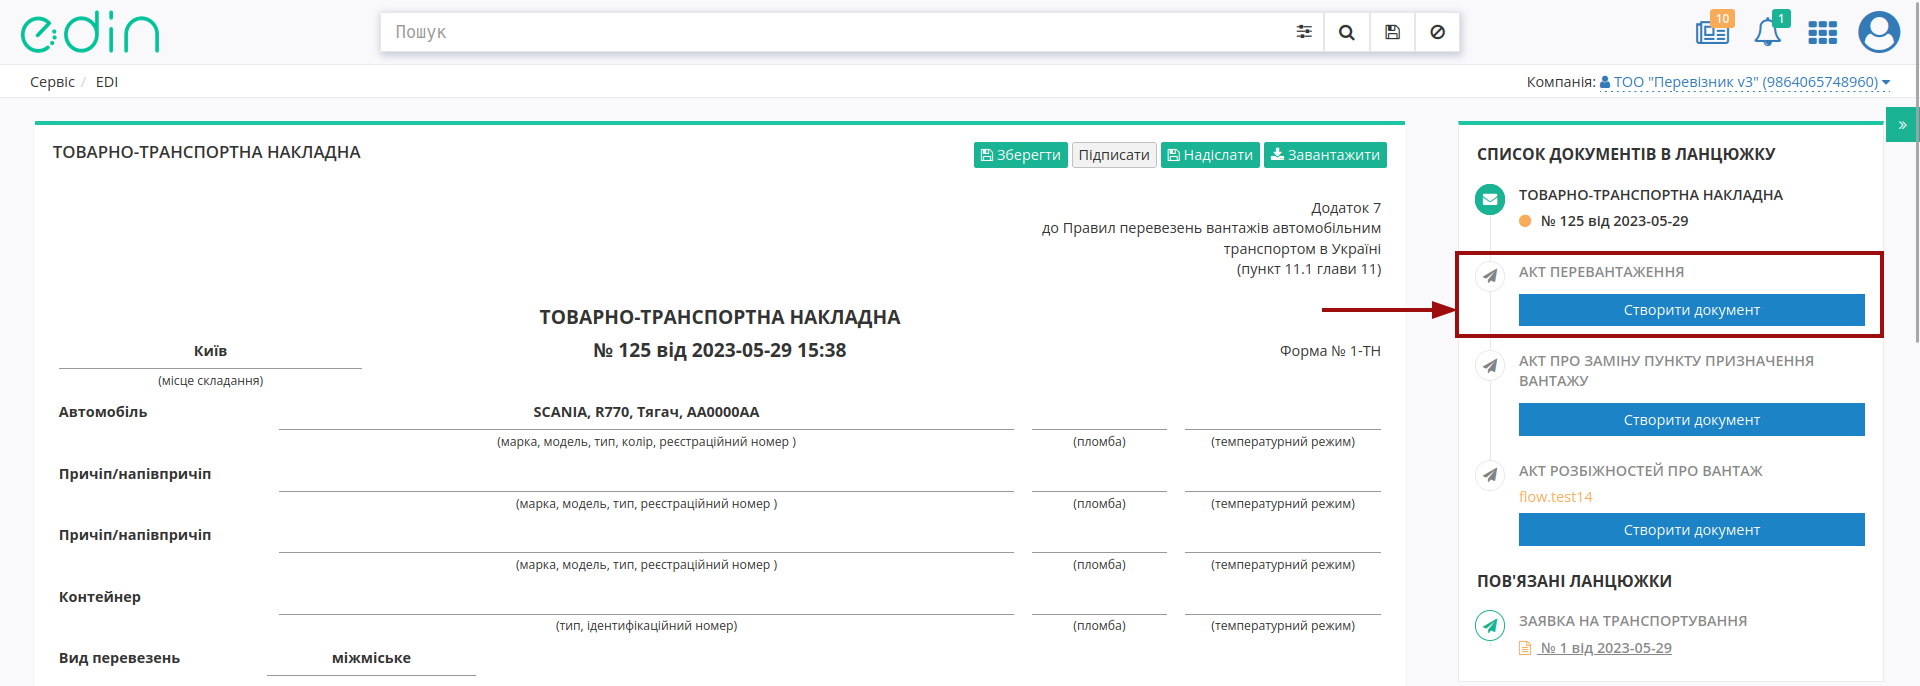 edin
Пошук
10
1
Сервіс / EDI
Компанія: ТОО "Перевізник v3" (9864065748960)
ТОВАРНО-ТРАНСПОРТНА НАКЛАДНА
Зберегти Підписати Надіслати Завантажити
Додаток 7
до Правил перевезень вантажів автомобільним
транспортом в Україні
(пункт 11.1 глави 11)
ТОВАРНО-ТРАНСПОРТНА НАКЛАДНА
Київ № 125 від 2023-05-29 15:38 Форма № 1-ТН
(місце складання)
Автомобіль SCANIA, R770, Тягач, АА0000АА
(марка, модель, тип, колір, реєстраційний номер ) (пломба) (температурний режим)
Причіп/напівпричіп
(марка, модель, тип, реєстраційний номер ) (пломба) (температурний режим)
Причіп/напівпричіп
(марка, модель, тип, реєстраційний номер ) (пломба) (температурний режим)
Контейнер
(тип, ідентифікаційний номер) (пломба) (температурний режим)
Вид перевезень міжміське
»
СПИСОК ДОКУМЕНТІВ В ЛАНЦЮЖКУ
ТОВАРНО-ТРАНСПОРТНА НАКЛАДНА
№ 125 від 2023-05-29
АКТ ПЕРЕВАНТАЖЕННЯ
Створити документ
АКТ ПРО ЗАМІНУ ПУНКТУ ПРИЗНАЧЕННЯ
ВАНТАЖУ
Створити документ
АКТ РОЗБІЖНОСТЕЙ ПРО ВАНТАЖ
flow.test14
Створити документ
ПОВ'ЯЗАНІ ЛАНЦЮЖКИ
ЗАЯВКА НА ТРАНСПОРТУВАННЯ
№ 1 від 2023-05-29